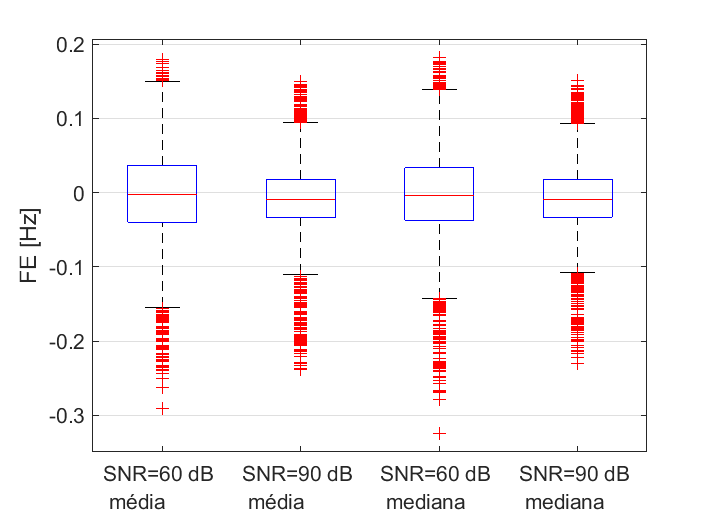 0.2
0.1
0
-0.1
-0.2
-0.3
FE [Hz]
SNR=60 dB SNR=90 dB SNR=60 dB SNR=90 dB
média média mediana mediana